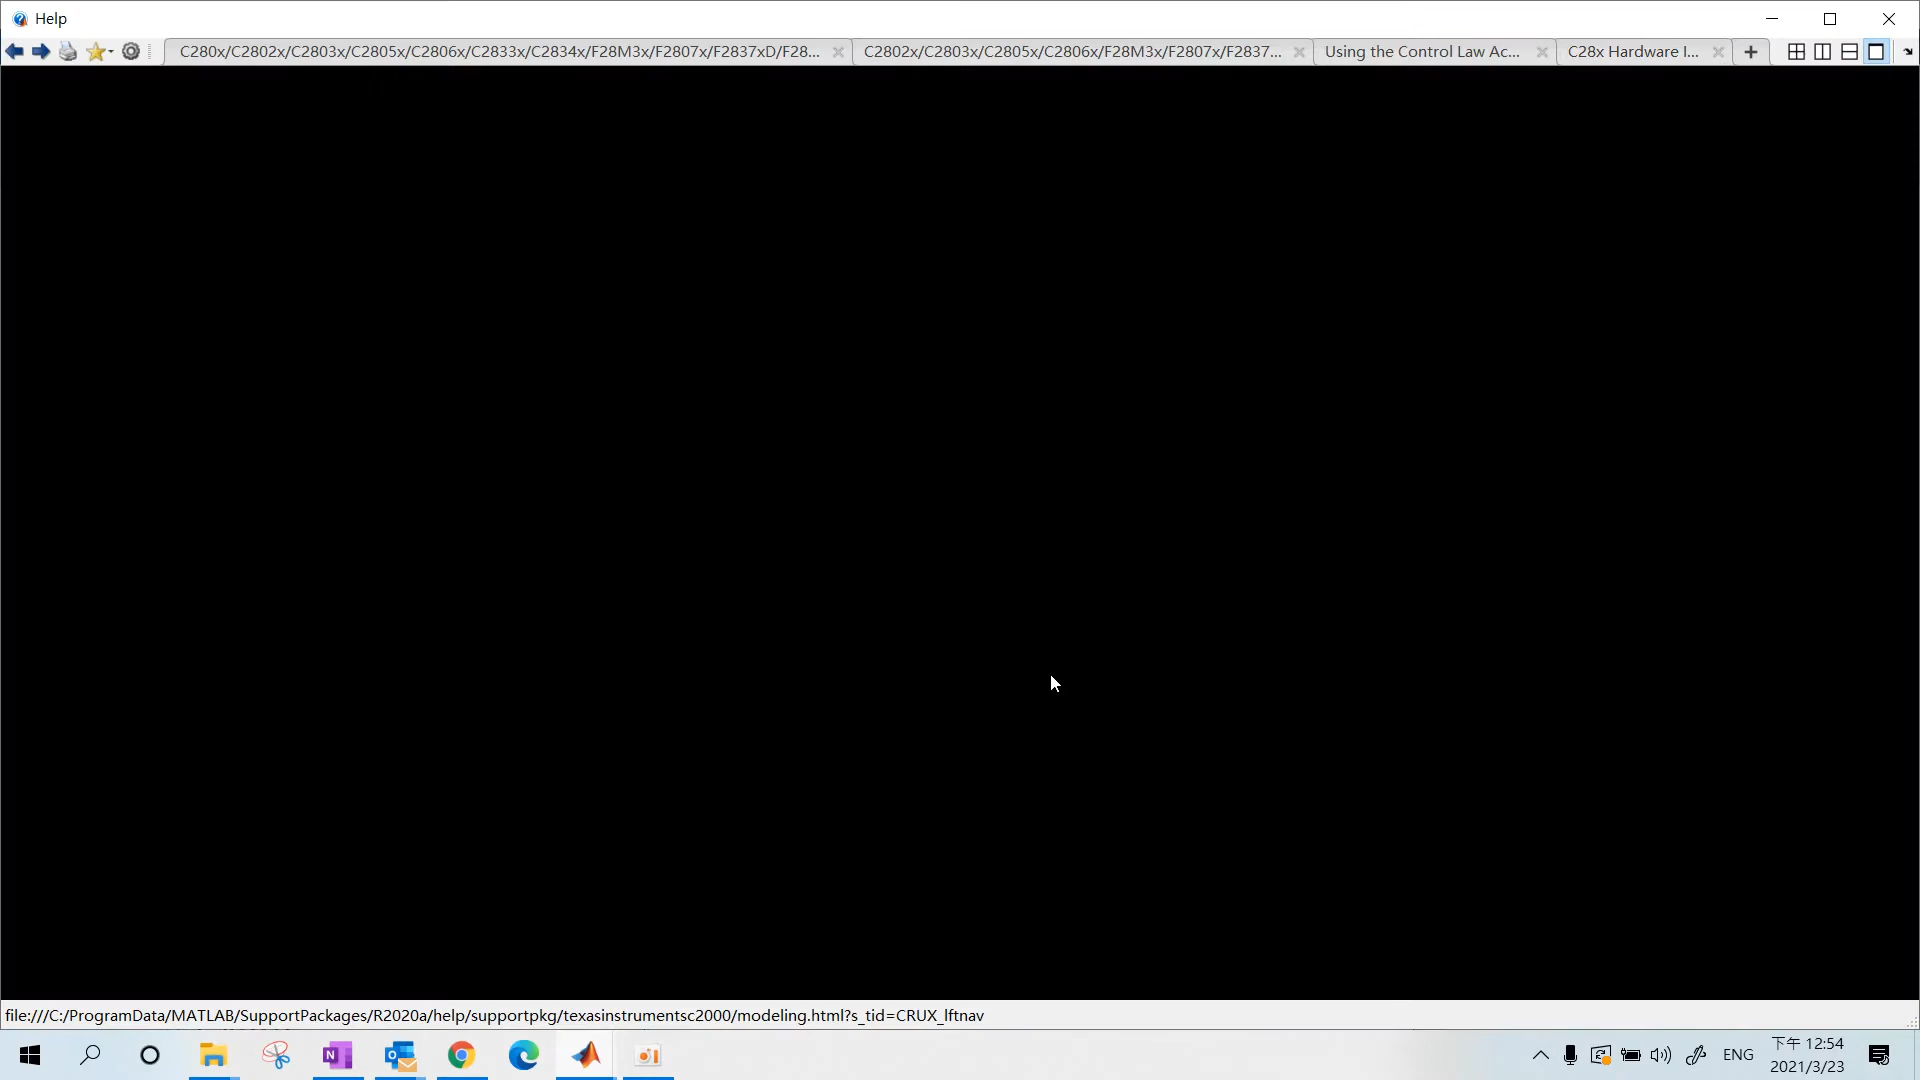 Help
C280x/C2802x/C2803x/C2805x/C2806x/C2833x/C2834x/F28M3x/F2807x/F2837xD/F28...
C2802x/C2803x/C2805x/C2806x/F28M3x/F2807x/F2837...
Using the Control Law Ac...
C28x Hardware I...
file:///C:/ProgramData/MATLAB/SupportPackages/R2020a/help/supportpkg/texasinstrumentsc2000/modeling.html?s_tid=CRUX_lftnav
ENG
下午 12:54
2021/3/23